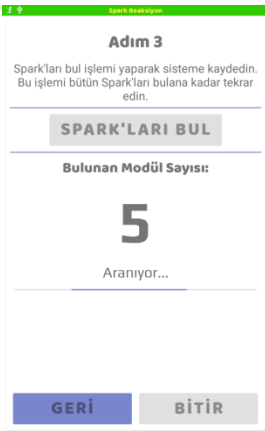 Spark Reaksiyon
Adım 3
Spark'ları bul işlemi yaparak sisteme kaydedin.
Bu işlemi bütün Spark'ları bulana kadar tekrar
edin.
SPARK'LARI BUL
Bulunan Modül Sayısı:
5
Aranıyor...
GERİ
BİTİR